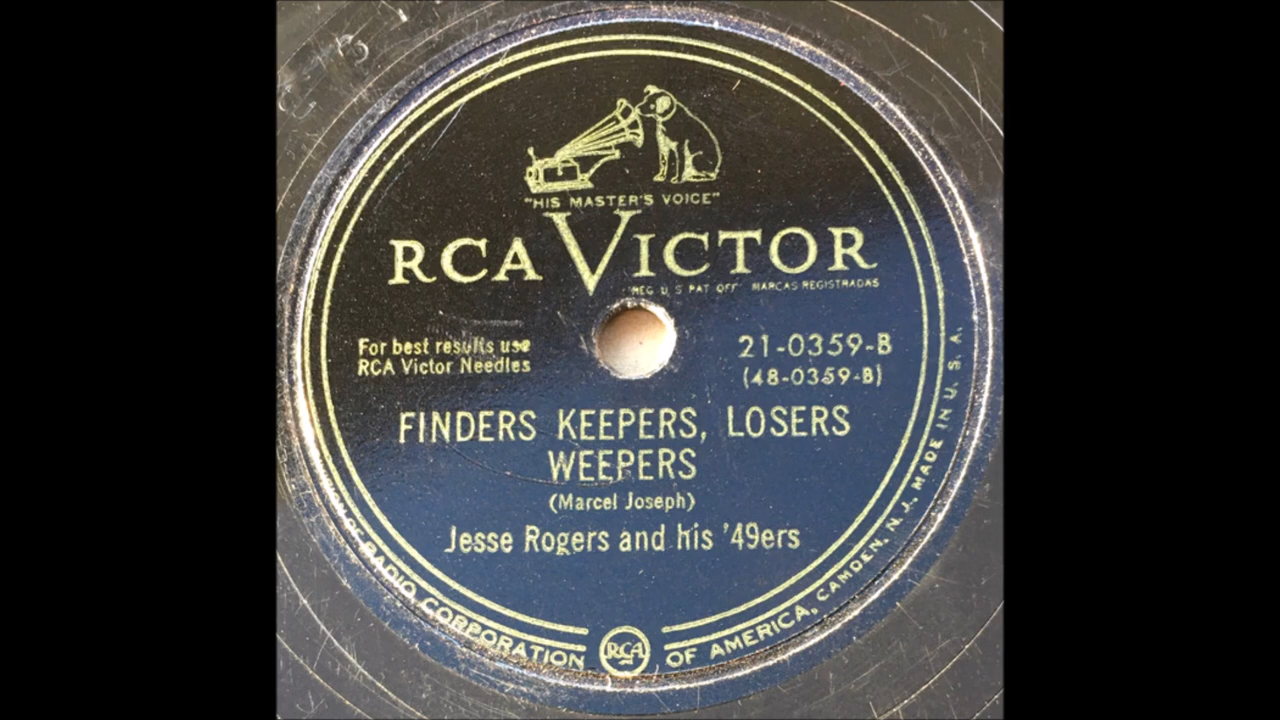 "HIS MASTER'S VOICE"
RCA VICTOR
REG. U.S. PAT. OFF. MARCAS REGISTRADAS
For best results use
RCA Victor Needles
21-0359-B
(48-0359-B)
FINDERS KEEPERS, LOSERS
WEEPERS
(Marcel Joseph)
Jesse Rogers and his '49ers
OF RADIO CORPORATION
RCA
OF AMERICA, CAMDEN, N. J., MADE IN U. S. A.